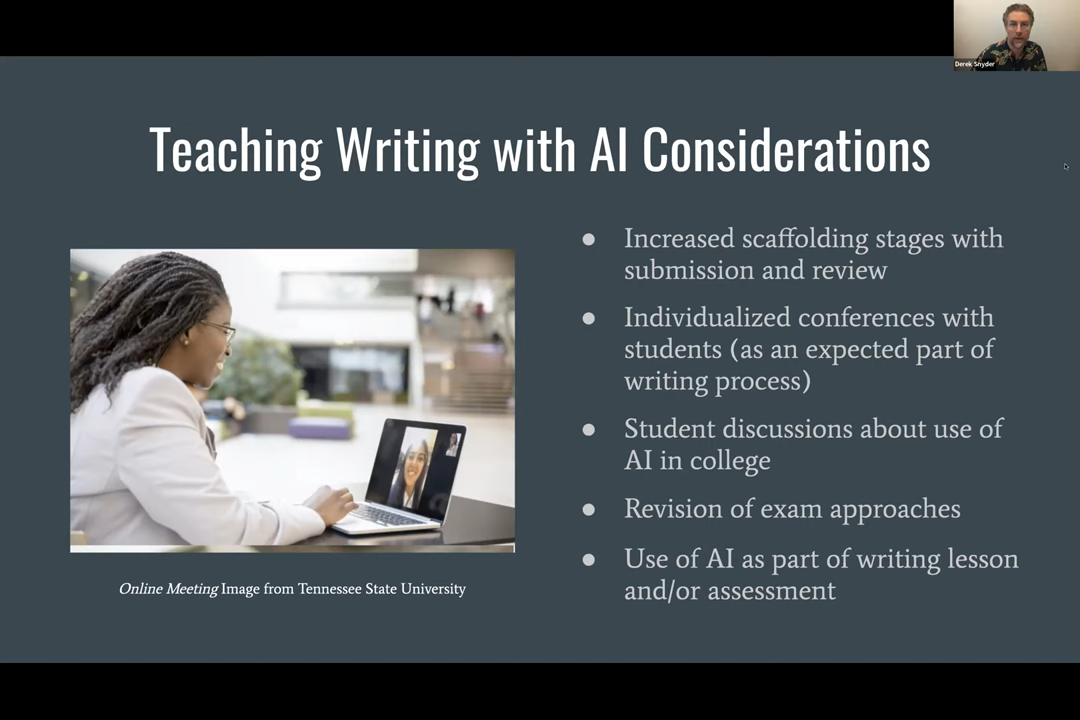 Derek Snyder
Teaching Writing with AI Considerations
● Increased scaffolding stages with
submission and review
● Individualized conferences with
students (as an expected part of
writing process)
● Student discussions about use of
AI in college
● Revision of exam approaches
● Use of AI as part of writing lesson
and/or assessment
Online Meeting Image from Tennessee State University